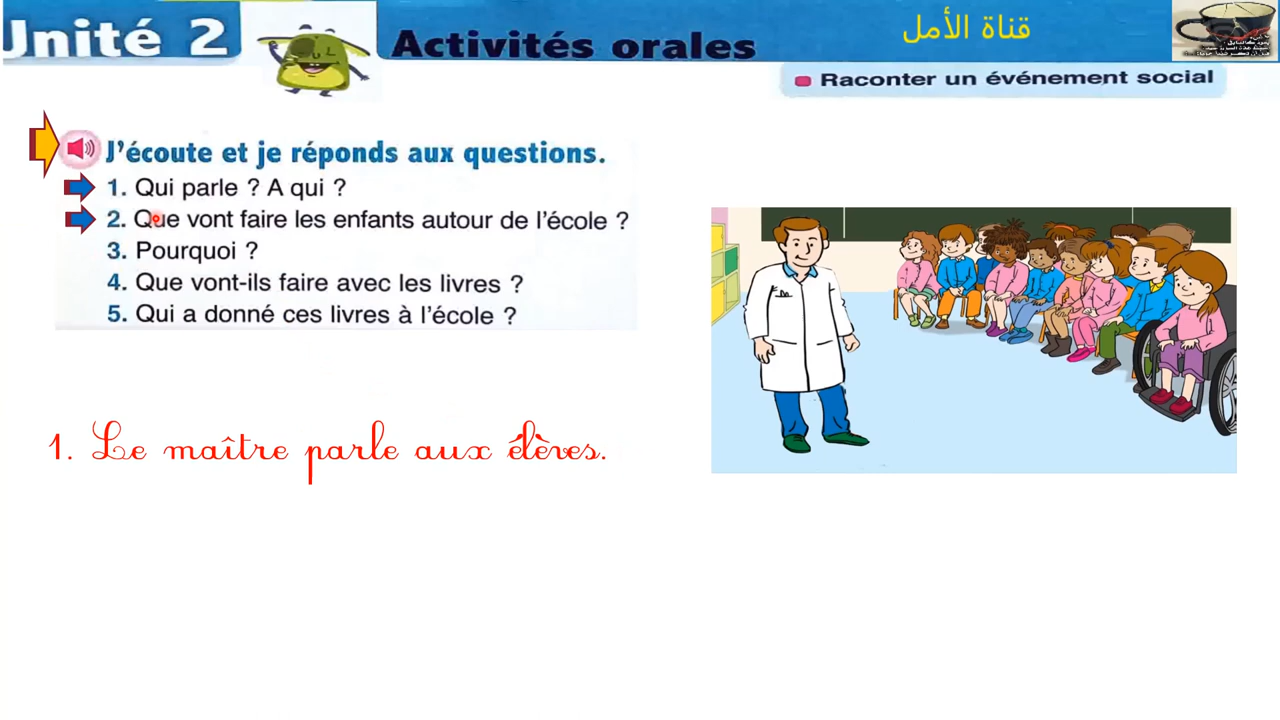 Unité 2
Activités orales
قناة الأمل
Raconter un événement social
J'écoute et je réponds aux questions.
1. Qui parle ? A qui ?
2. Que vont faire les enfants autour de l'école ?
3. Pourquoi ?
4. Que vont-ils faire avec les livres ?
5. Qui a donné ces livres à l'école ?
1. Le maître parle aux élèves.